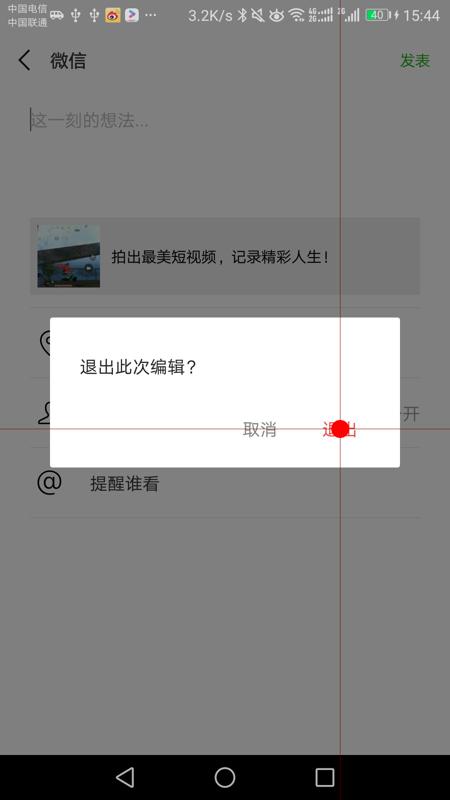 中国电信
中国联通
3.2K/s
4G
2G
2G
40
15:44
微信
发表
这一刻的想法...
拍出最美短视频，记录精彩人生！
退出此次编辑？
取消 退出
开
@ 提醒谁看